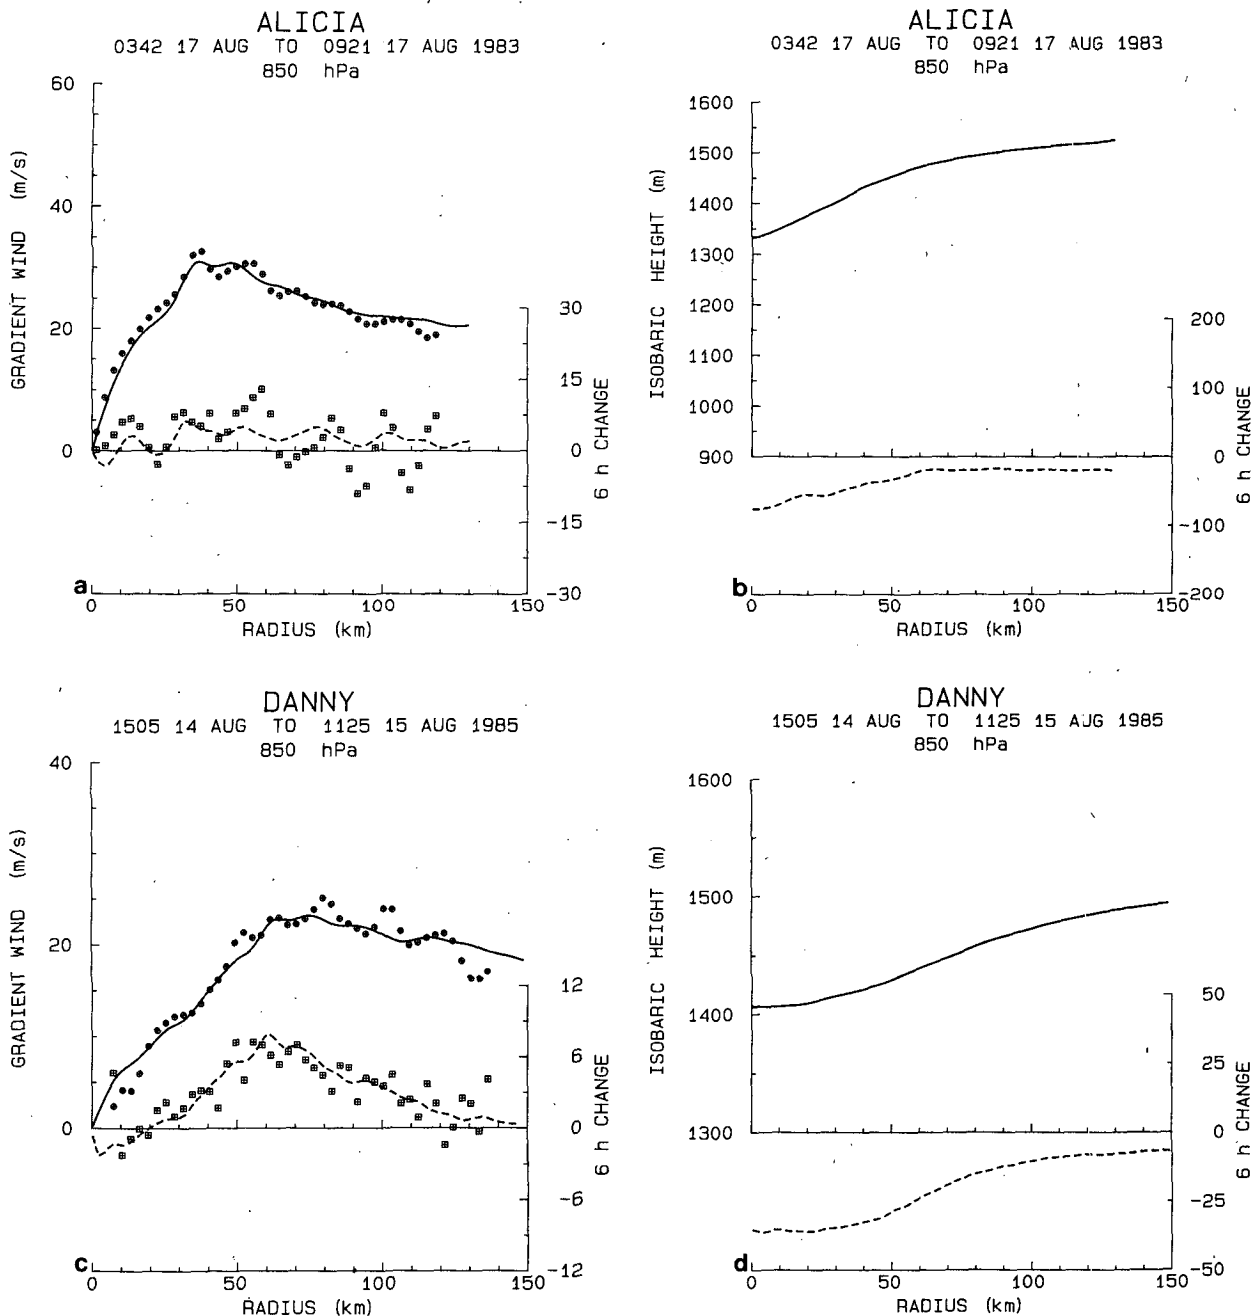 ALICIA
0342 17 AUG TO 0921 17 AUG 1983
850 hPa
GRADIENT WIND (m/s)
60
40
20
0
30
15
0
-15
-30
6 h CHANGE
a
0 50 100 150
RADIUS (km)
ALICIA
0342 17 AUG TO 0921 17 AUG 1983
850 hPa
ISOBARIC HEIGHT (m)
1600
1500
1400
1300
1200
1100
1000
900
200
100
0
-100
-200
6 h CHANGE
b
0 50 100 150
RADIUS (km)
DANNY
1505 14 AUG TO 1125 15 AUG 1985
850 hPa
GRADIENT WIND (m/s)
40
30
20
10
0
12
6
0
-6
-12
6 h CHANGE
c
0 50 100 150
RADIUS (km)
DANNY
1505 14 AUG TO 1125 15 AUG 1985
850 hPa
ISOBARIC HEIGHT (m)
1600
1500
1400
1300
50
25
0
-25
-50
6 h CHANGE
d
0 50 100 150
RADIUS (km)